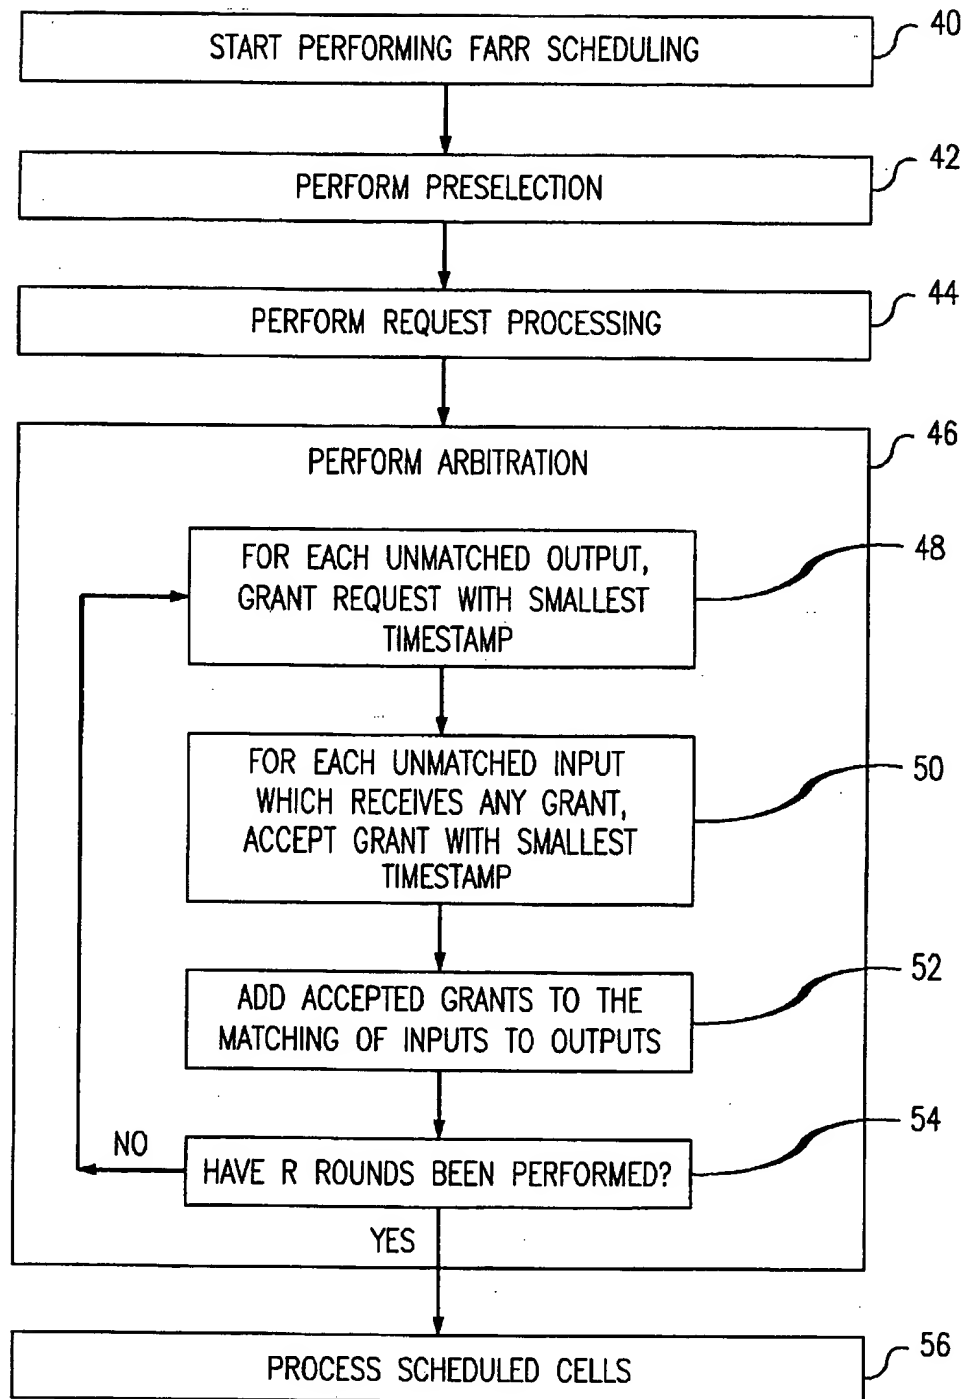 START PERFORMING FARR SCHEDULING
40
PERFORM PRESELECTION
42
PERFORM REQUEST PROCESSING
44
PERFORM ARBITRATION
46
FOR EACH UNMATCHED OUTPUT,
GRANT REQUEST WITH SMALLEST
TIMESTAMP
48
FOR EACH UNMATCHED INPUT
WHICH RECEIVES ANY GRANT,
ACCEPT GRANT WITH SMALLEST
TIMESTAMP
50
ADD ACCEPTED GRANTS TO THE
MATCHING OF INPUTS TO OUTPUTS
52
HAVE R ROUNDS BEEN PERFORMED?
54
NO
YES
PROCESS SCHEDULED CELLS
56